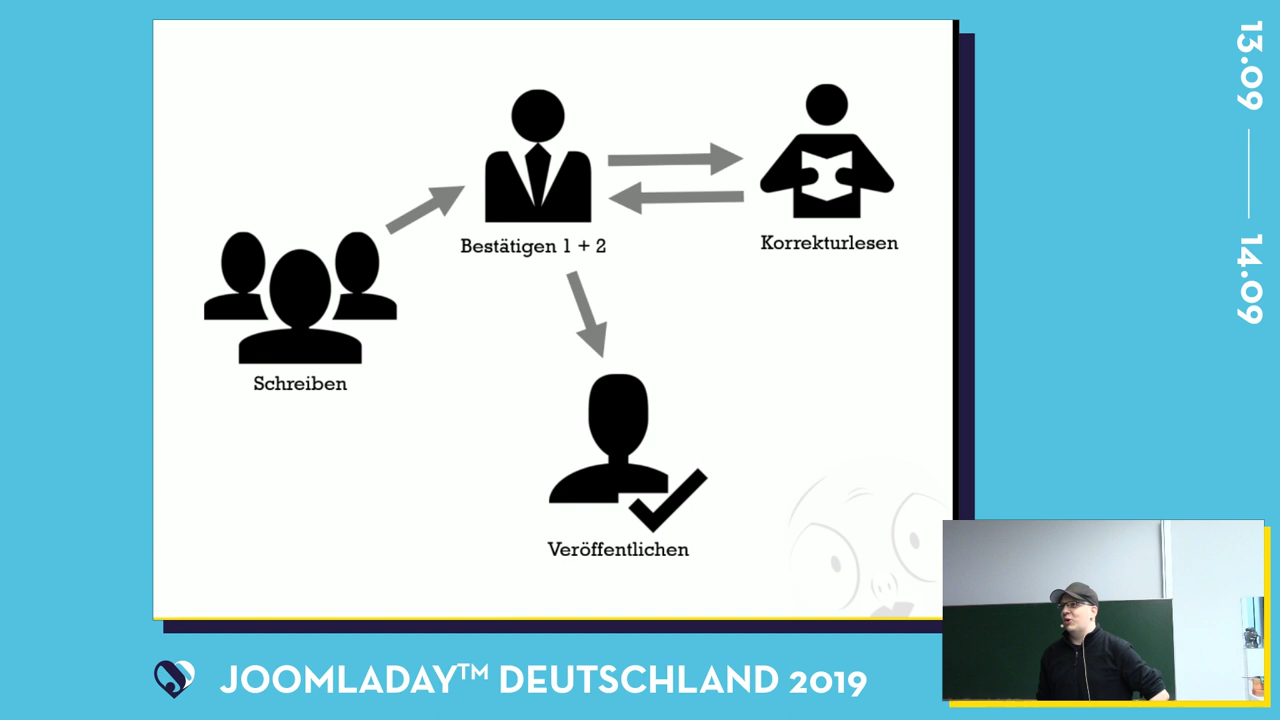 Bestätigen 1 + 2
Korrekturlesen
Schreiben
Veröffentlichen
13.09
14.09
JOOMLADAY™ DEUTSCHLAND 2019